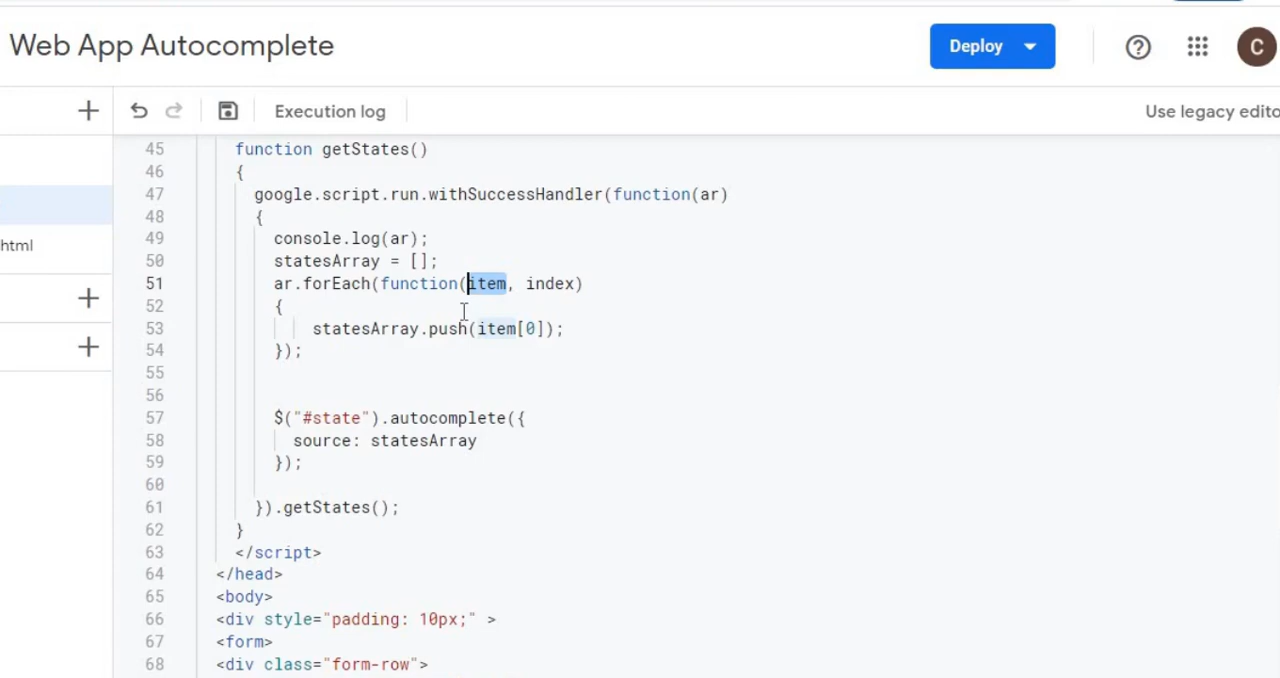 Web App Autocomplete
Deploy
C
Execution log
Use legacy edito
html
45 function getStates()
46 {
47 google.script.run.withSuccessHandler(function(ar)
48 {
49 console.log(ar);
50 statesArray = [];
51 ar.forEach(function(item, index)
52 {
53 statesArray.push(item[0]);
54 });
55
56
57 $("#state").autocomplete({
58 source: statesArray
59 });
60
61 }).getStates();
62 }
63 </script>
64 </head>
65 <body>
66 <div style="padding: 10px;" >
67 <form>
68 <div class="form-row">